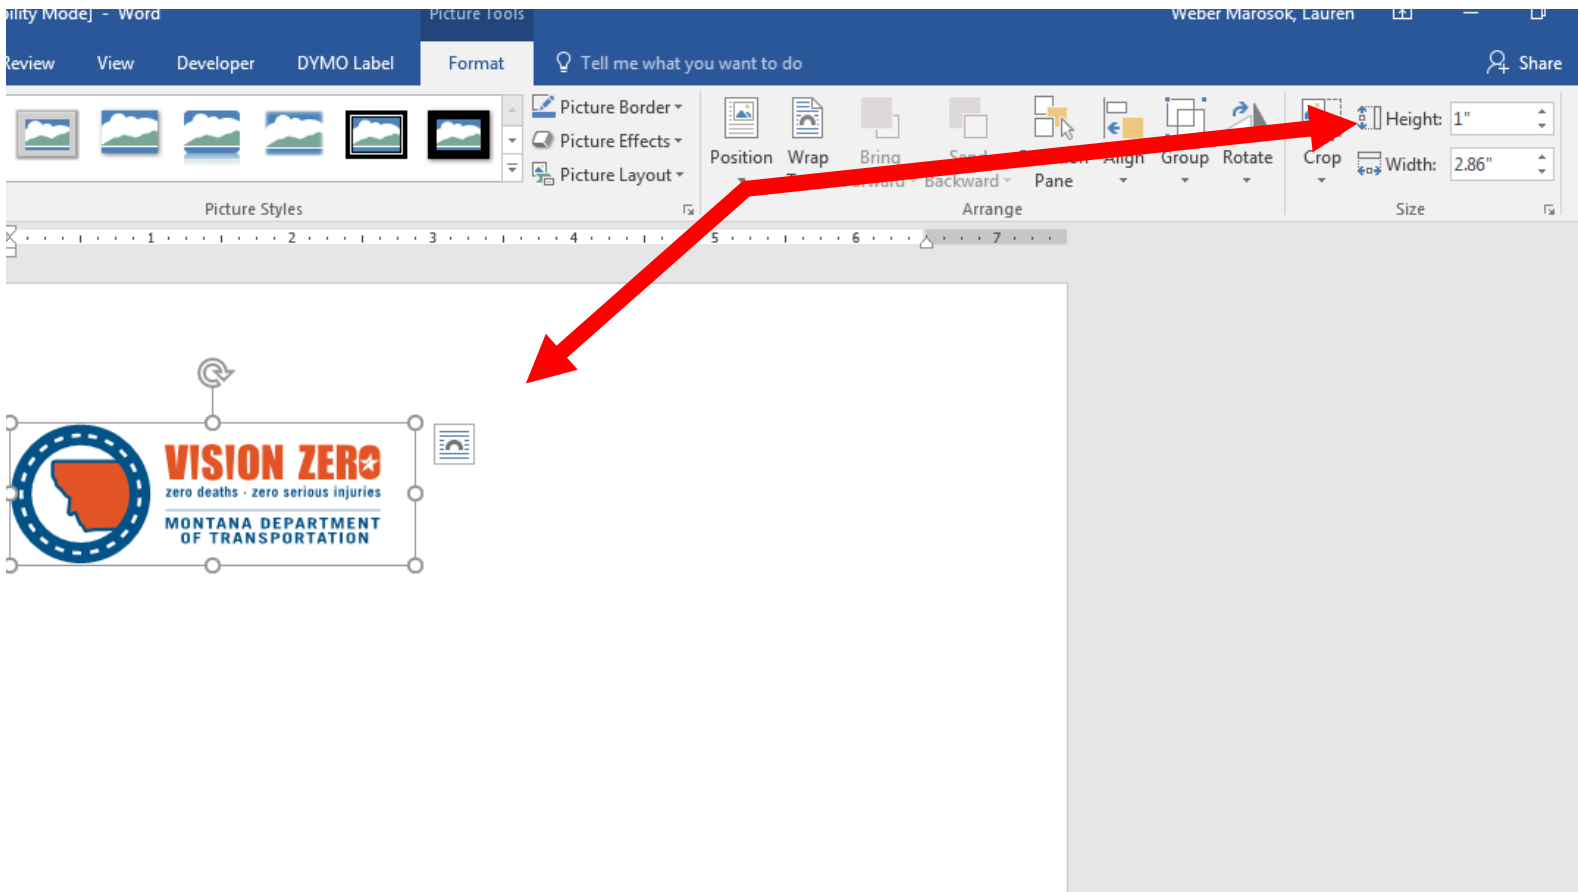 bility Mode] - Word
Picture Tools
Weber Marosok, Lauren
Review View Developer DYMO Label Format Tell me what you want to do Share
Picture Border
Picture Effects
Picture Layout
Position Wrap Bring Align Group Rotate Crop
Backward Pane
Height: 1"
Width: 2.86"
Picture Styles Arrange Size
1 2 3 4 5 6 7
VISION ZERO
zero deaths · zero serious injuries
MONTANA DEPARTMENT
OF TRANSPORTATION